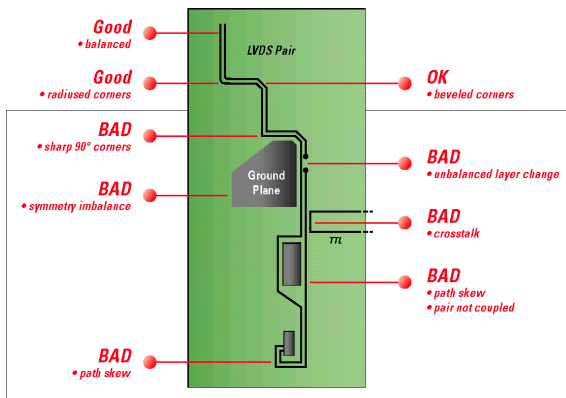 Good
• balanced
LVDS Pair
Good
• radiused corners
OK
• beveled corners
BAD
• sharp 90° corners
BAD
• unbalanced layer change
Ground
Plane
BAD
• symmetry imbalance
BAD
• crosstalk
TTL
BAD
• path skew
• pair not coupled
BAD
• path skew